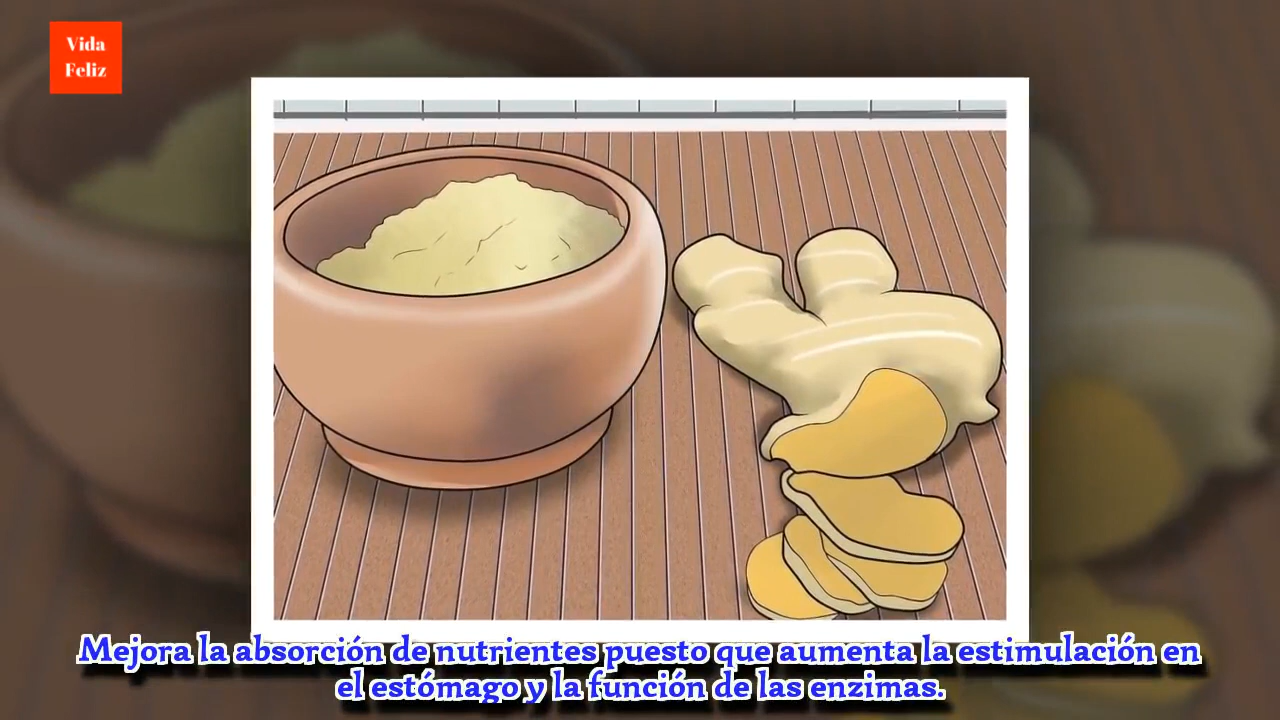 Vida
Feliz
Mejora la absorción de nutrientes puesto que aumenta la estimulación en
el estómago y la función de las enzimas.